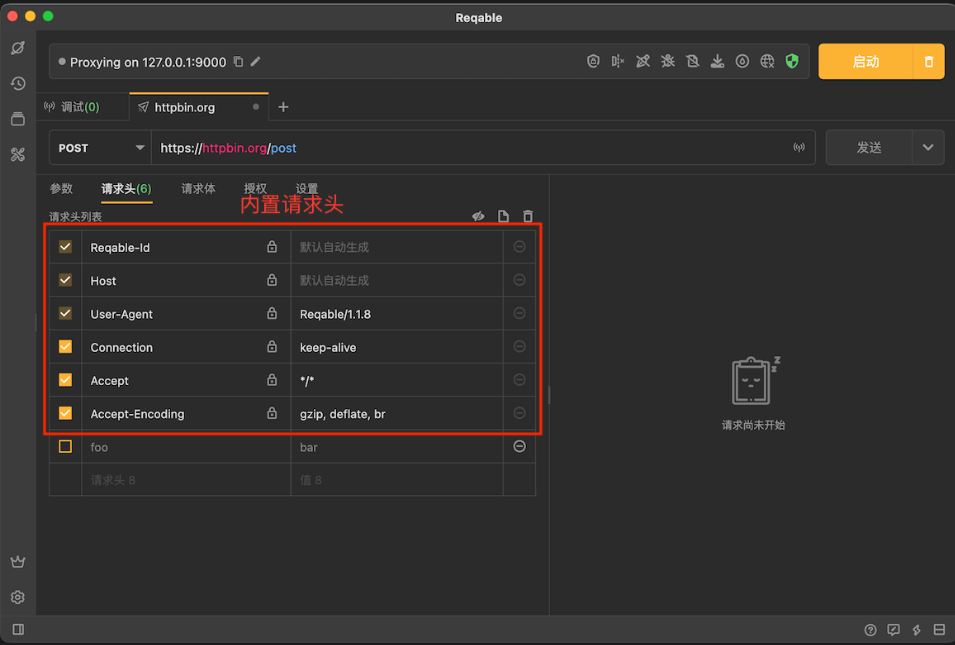 Reqable
Proxying on 127.0.0.1:9000
启动
调试(0)
httpbin.org
POST
https://httpbin.org/post
发送
参数
请求头(6)
请求体
授权
设置
内置请求头
请求头列表
Reqable-Id
默认自动生成
Host
默认自动生成
User-Agent
Reqable/1.1.8
Connection
keep-alive
Accept
*/*
Accept-Encoding
gzip, deflate, br
foo
bar
请求头 8
值 8
z
z
请求尚未开始